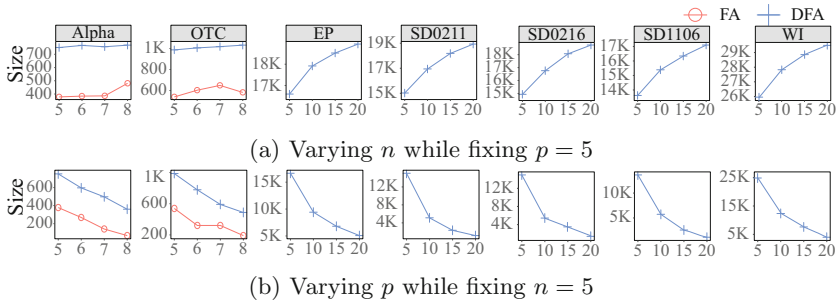 FA DFA
Alpha OTC EP SD0211 SD0216 SD1106 WI
Size
700
600
500
400
5 6 7 8
1K
800
600
5 6 7 8
18K
17K
5 10 15 20
19K
18K
17K
16K
15K
5 10 15 20
18K
17K
16K
15K
5 10 15 20
17K
16K
15K
14K
5 10 15 20
29K
28K
27K
26K
5 10 15 20
(a) Varying n while fixing p = 5
Size
600
400
200
5 6 7 8
1K
600
200
5 6 7 8
15K
10K
5K
5 10 15 20
12K
8K
4K
5 10 15 20
12K
8K
4K
5 10 15 20
10K
5K
5 10 15 20
25K
15K
5K
5 10 15 20
(b) Varying p while fixing n = 5